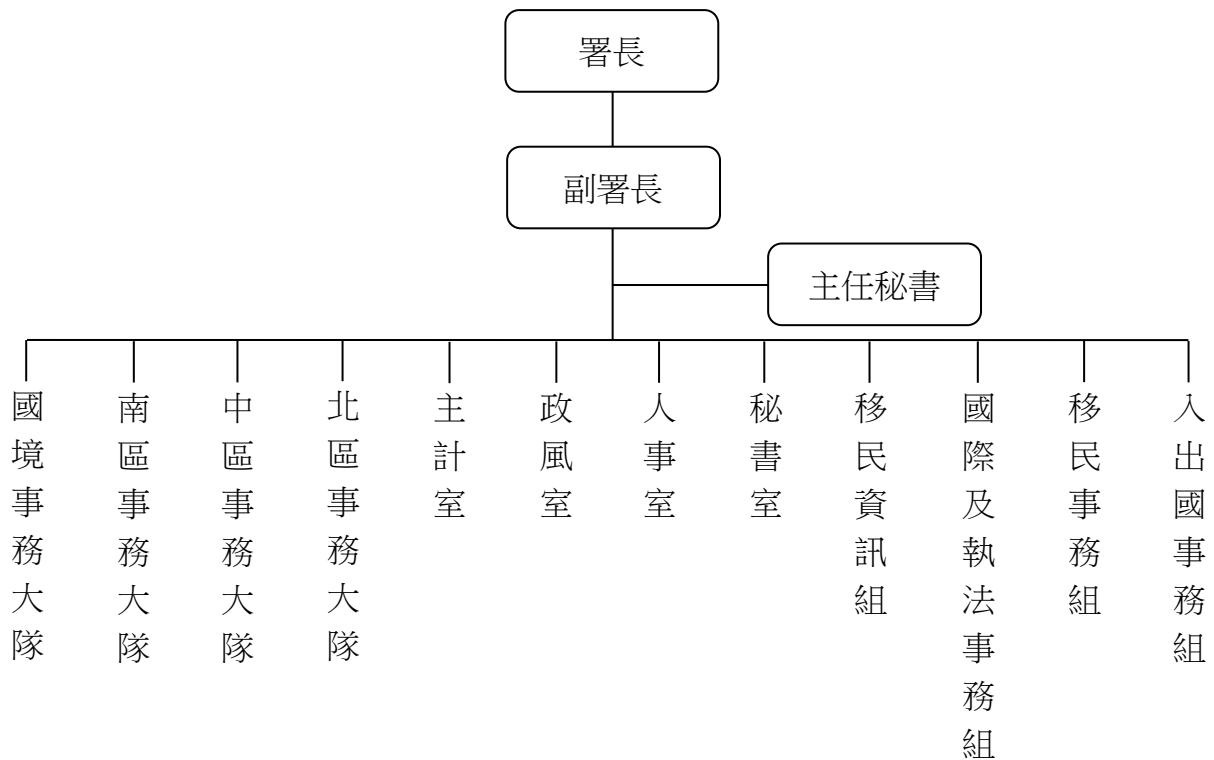 署長
副署長
主任秘書
國境事務大隊
南區事務大隊
中區事務大隊
北區事務大隊
主計室
政風室
人事室
秘書室
移民資訊組
國際及執法事務組
移民事務組
入出國事務組